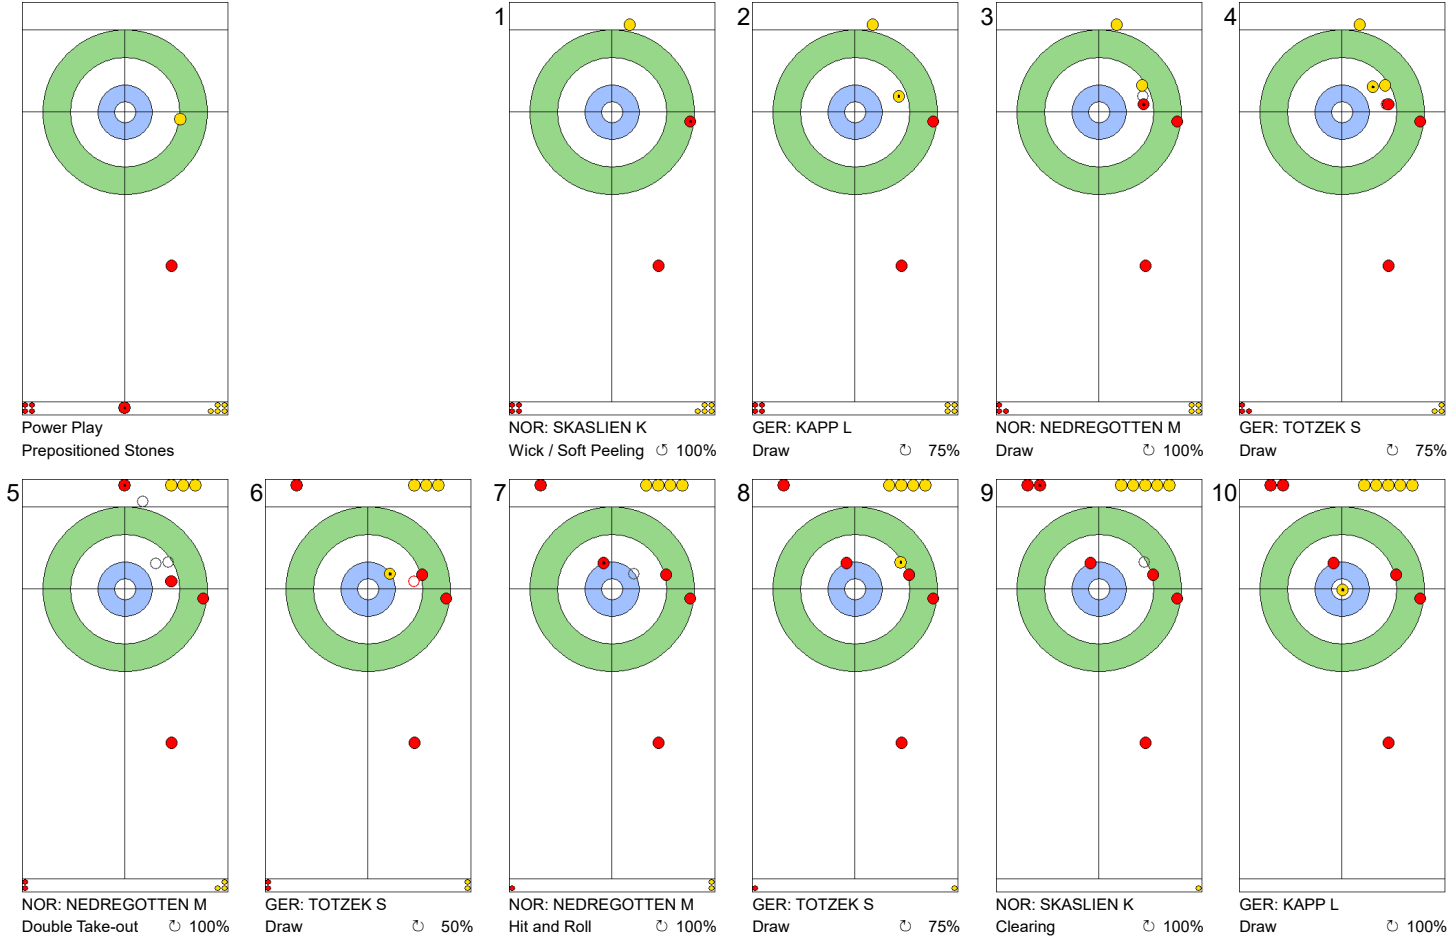 Power Play
Prepositioned Stones
1
NOR: SKASLIEN K
Wick / Soft Peeling ↺ 100%
2
GER: KAPP L
Draw ↻ 75%
3
NOR: NEDREGOTTEN M
Draw ↻ 100%
4
GER: TOTZEK S
Draw ↻ 75%
5
NOR: NEDREGOTTEN M
Double Take-out ↻ 100%
6
GER: TOTZEK S
Draw ↻ 50%
7
NOR: NEDREGOTTEN M
Hit and Roll ↻ 100%
8
GER: TOTZEK S
Draw ↻ 75%
9
NOR: SKASLIEN K
Clearing ↻ 100%
10
GER: KAPP L
Draw ↻ 100%